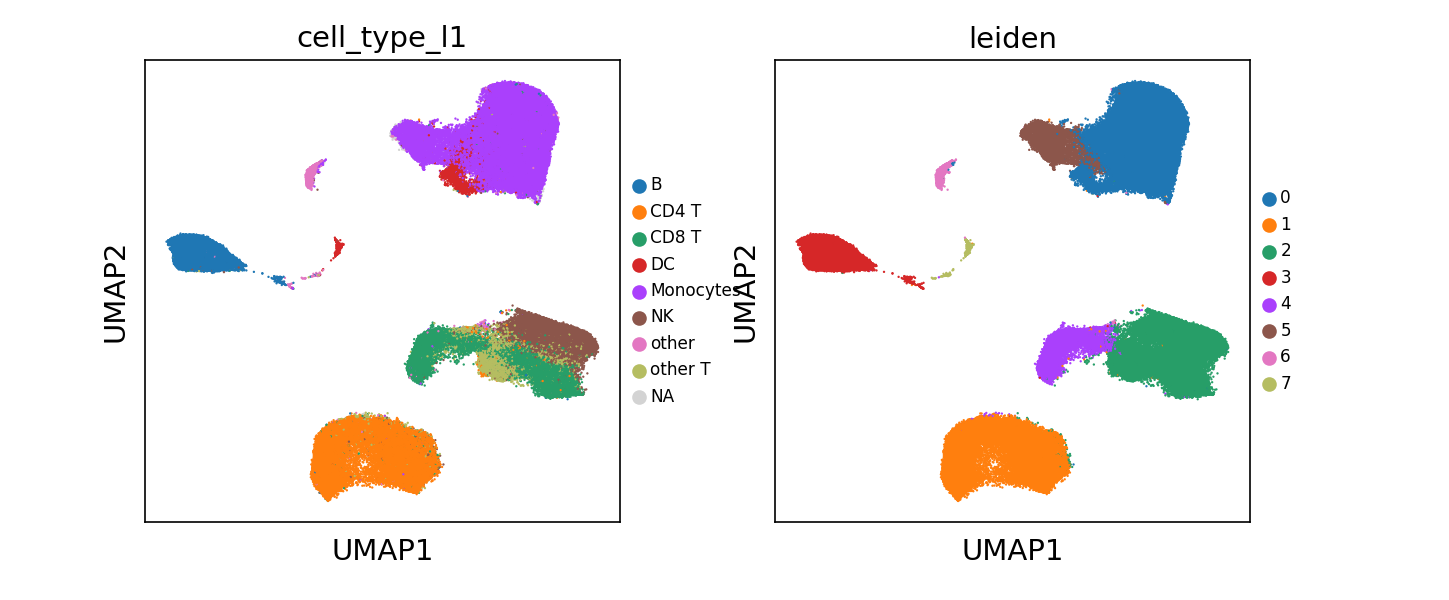 cell_type_l1
UMAP2
UMAP1
B
CD4 T
CD8 T
DC
Monocytes
NK
other
other T
NA
leiden
UMAP2
UMAP1
0
1
2
3
4
5
6
7